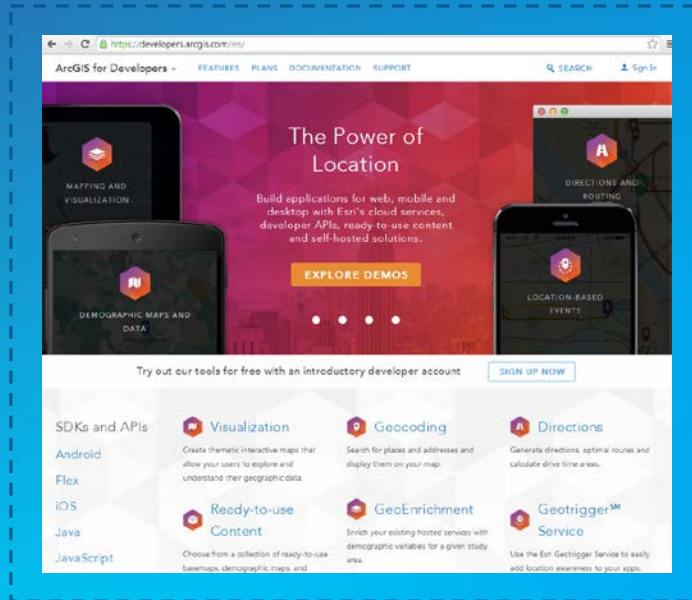 https://developers.arcgis.com/en/
ArcGIS for Developers
FEATURES PLANS DOCUMENTATION SUPPORT
SEARCH
Sign In
The Power of
Location
Build applications for web, mobile and
desktop with Esri's cloud services,
developer APIs, ready-to-use content
and self-hosted solutions.
EXPLORE DEMOS
MAPPING AND
VISUALIZATION
DEMOGRAPHIC MAPS AND
DATA
DIRECTIONS AND
ROUTING
LOCATION-BASED
EVENTS
Try out our tools for free with an introductory developer account
SIGN UP NOW
SDKs and APIs
Android
Flex
iOS
Java
JavaScript
Visualization
Create thematic interactive maps that
allow your users to explore and
understand their geographic data.
Geocoding
Search for places and addresses and
display them on your map.
Directions
Generate directions, optimal routes and
calculate drive time areas.
Ready-to-use
Content
Choose from a collection of ready-to-use
basemaps, demographic maps, and
GeoEnrichment
Enrich your existing hosted services with
demographic variables for a given study
area.
Geotrigger℠
Service
Use the Esri Geotrigger Service to easily
add location awareness to your apps.